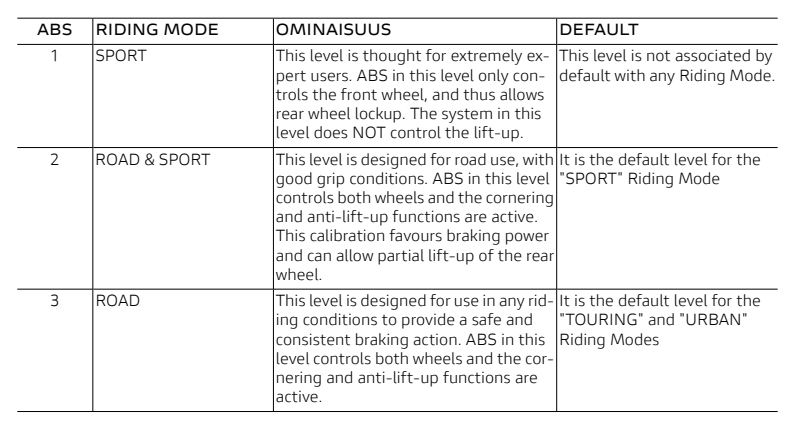 ABS RIDING MODE OMINAISUUS DEFAULT
1 SPORT This level is thought for extremely ex- This level is not associated by
pert users. ABS in this level only con- default with any Riding Mode.
trols the front wheel, and thus allows
rear wheel lockup. The system in this
level does NOT control the lift-up.
2 ROAD & SPORT This level is designed for road use, with It is the default level for the
good grip conditions. ABS in this level "SPORT" Riding Mode
controls both wheels and the cornering
and anti-lift-up functions are active.
This calibration favours braking power
and can allow partial lift-up of the rear
wheel.
3 ROAD This level is designed for use in any rid- It is the default level for the
ing conditions to provide a safe and "TOURING" and "URBAN"
consistent braking action. ABS in this Riding Modes
level controls both wheels and the cor-
nering and anti-lift-up functions are
active.